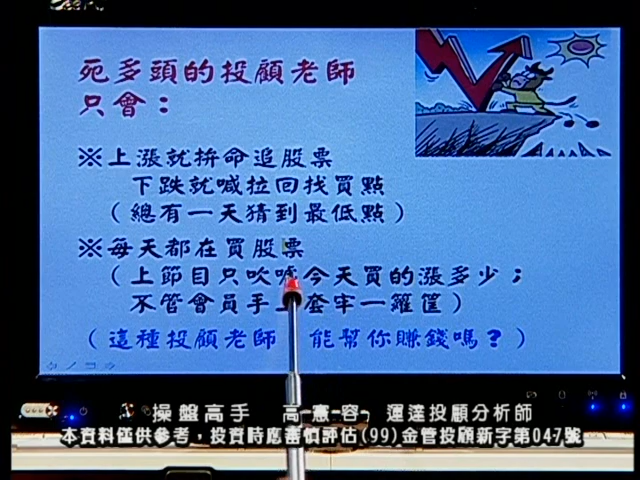 死多頭的投顧老師
只會：
※上漲就拚命追股票
下跌就喊拉回找買點
（總有一天猜到最低點）
※每天都在買股票
（上節目只吹喊今天買的漲多少；
不管會員手上套牢一籮筐）
（這種投顧老師 能幫你賺錢嗎？）
操盤高手 高憲容 運達投顧分析師
本資料僅供參考，投資時應審慎評估(99)金管投顧新字第047號